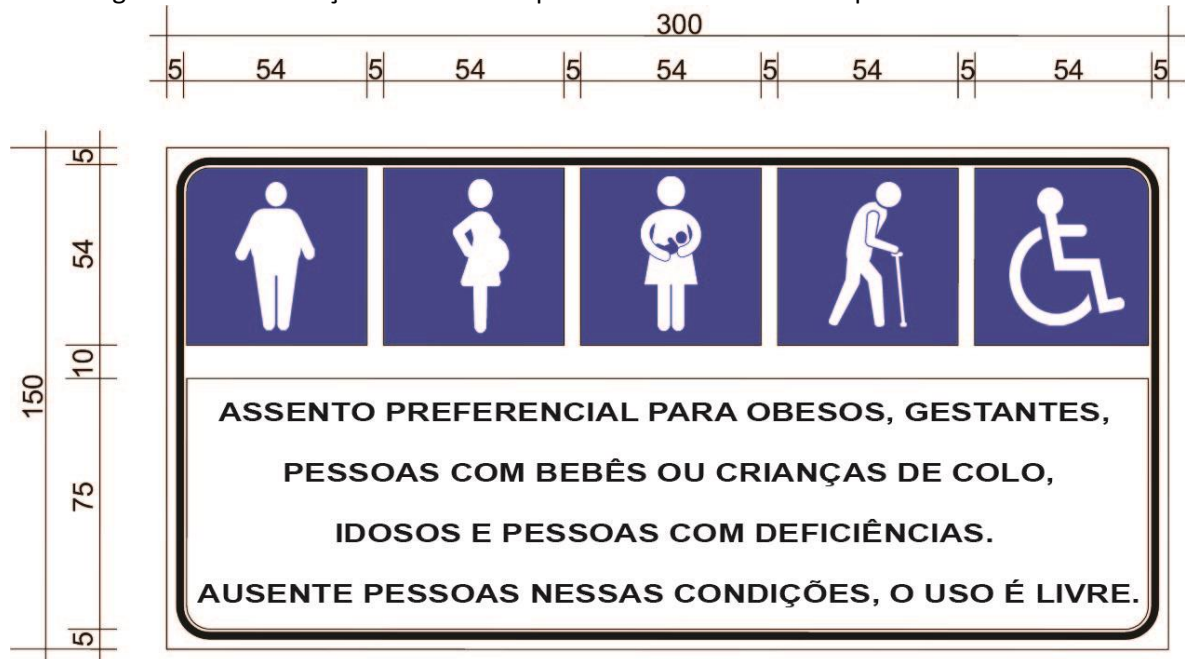 300
5 54 5 54 5 54 5 54 5 54 5
5
54
10
150
75
5
ASSENTO PREFERENCIAL PARA OBESOS, GESTANTES,
PESSOAS COM BEBÊS OU CRIANÇAS DE COLO,
IDOSOS E PESSOAS COM DEFICIÊNCIAS.
AUSENTE PESSOAS NESSAS CONDIÇÕES, O USO É LIVRE.